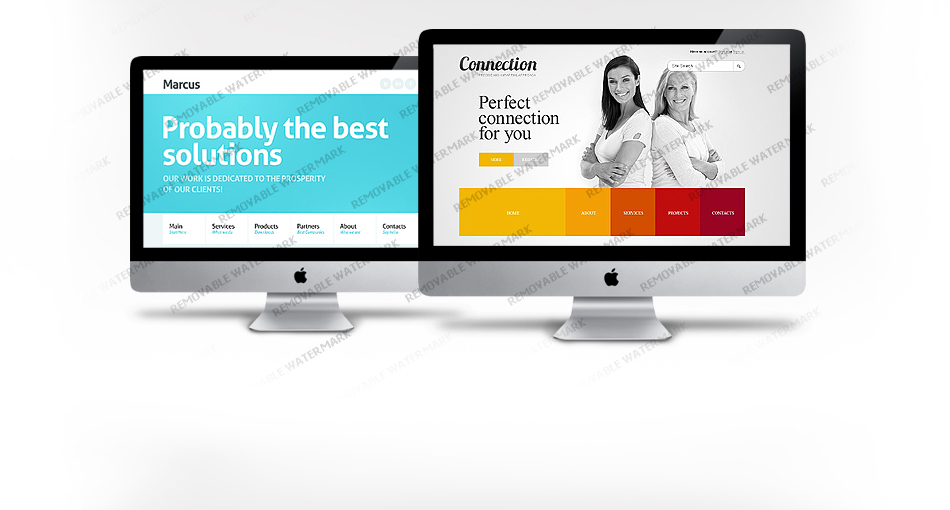 Marcus
Probably the best
solutions
OUR WORK IS DEDICATED TO THE PROSPERITY
OF OUR CLIENTS!
Main
Services
Products
Partners
About
Contacts
Connection
Perfect
connection
for you
MORE
Site Search
HOME
ABOUT
SERVICES
PRODUCTS
CONTACTS
REMOVABLE WATERMARK